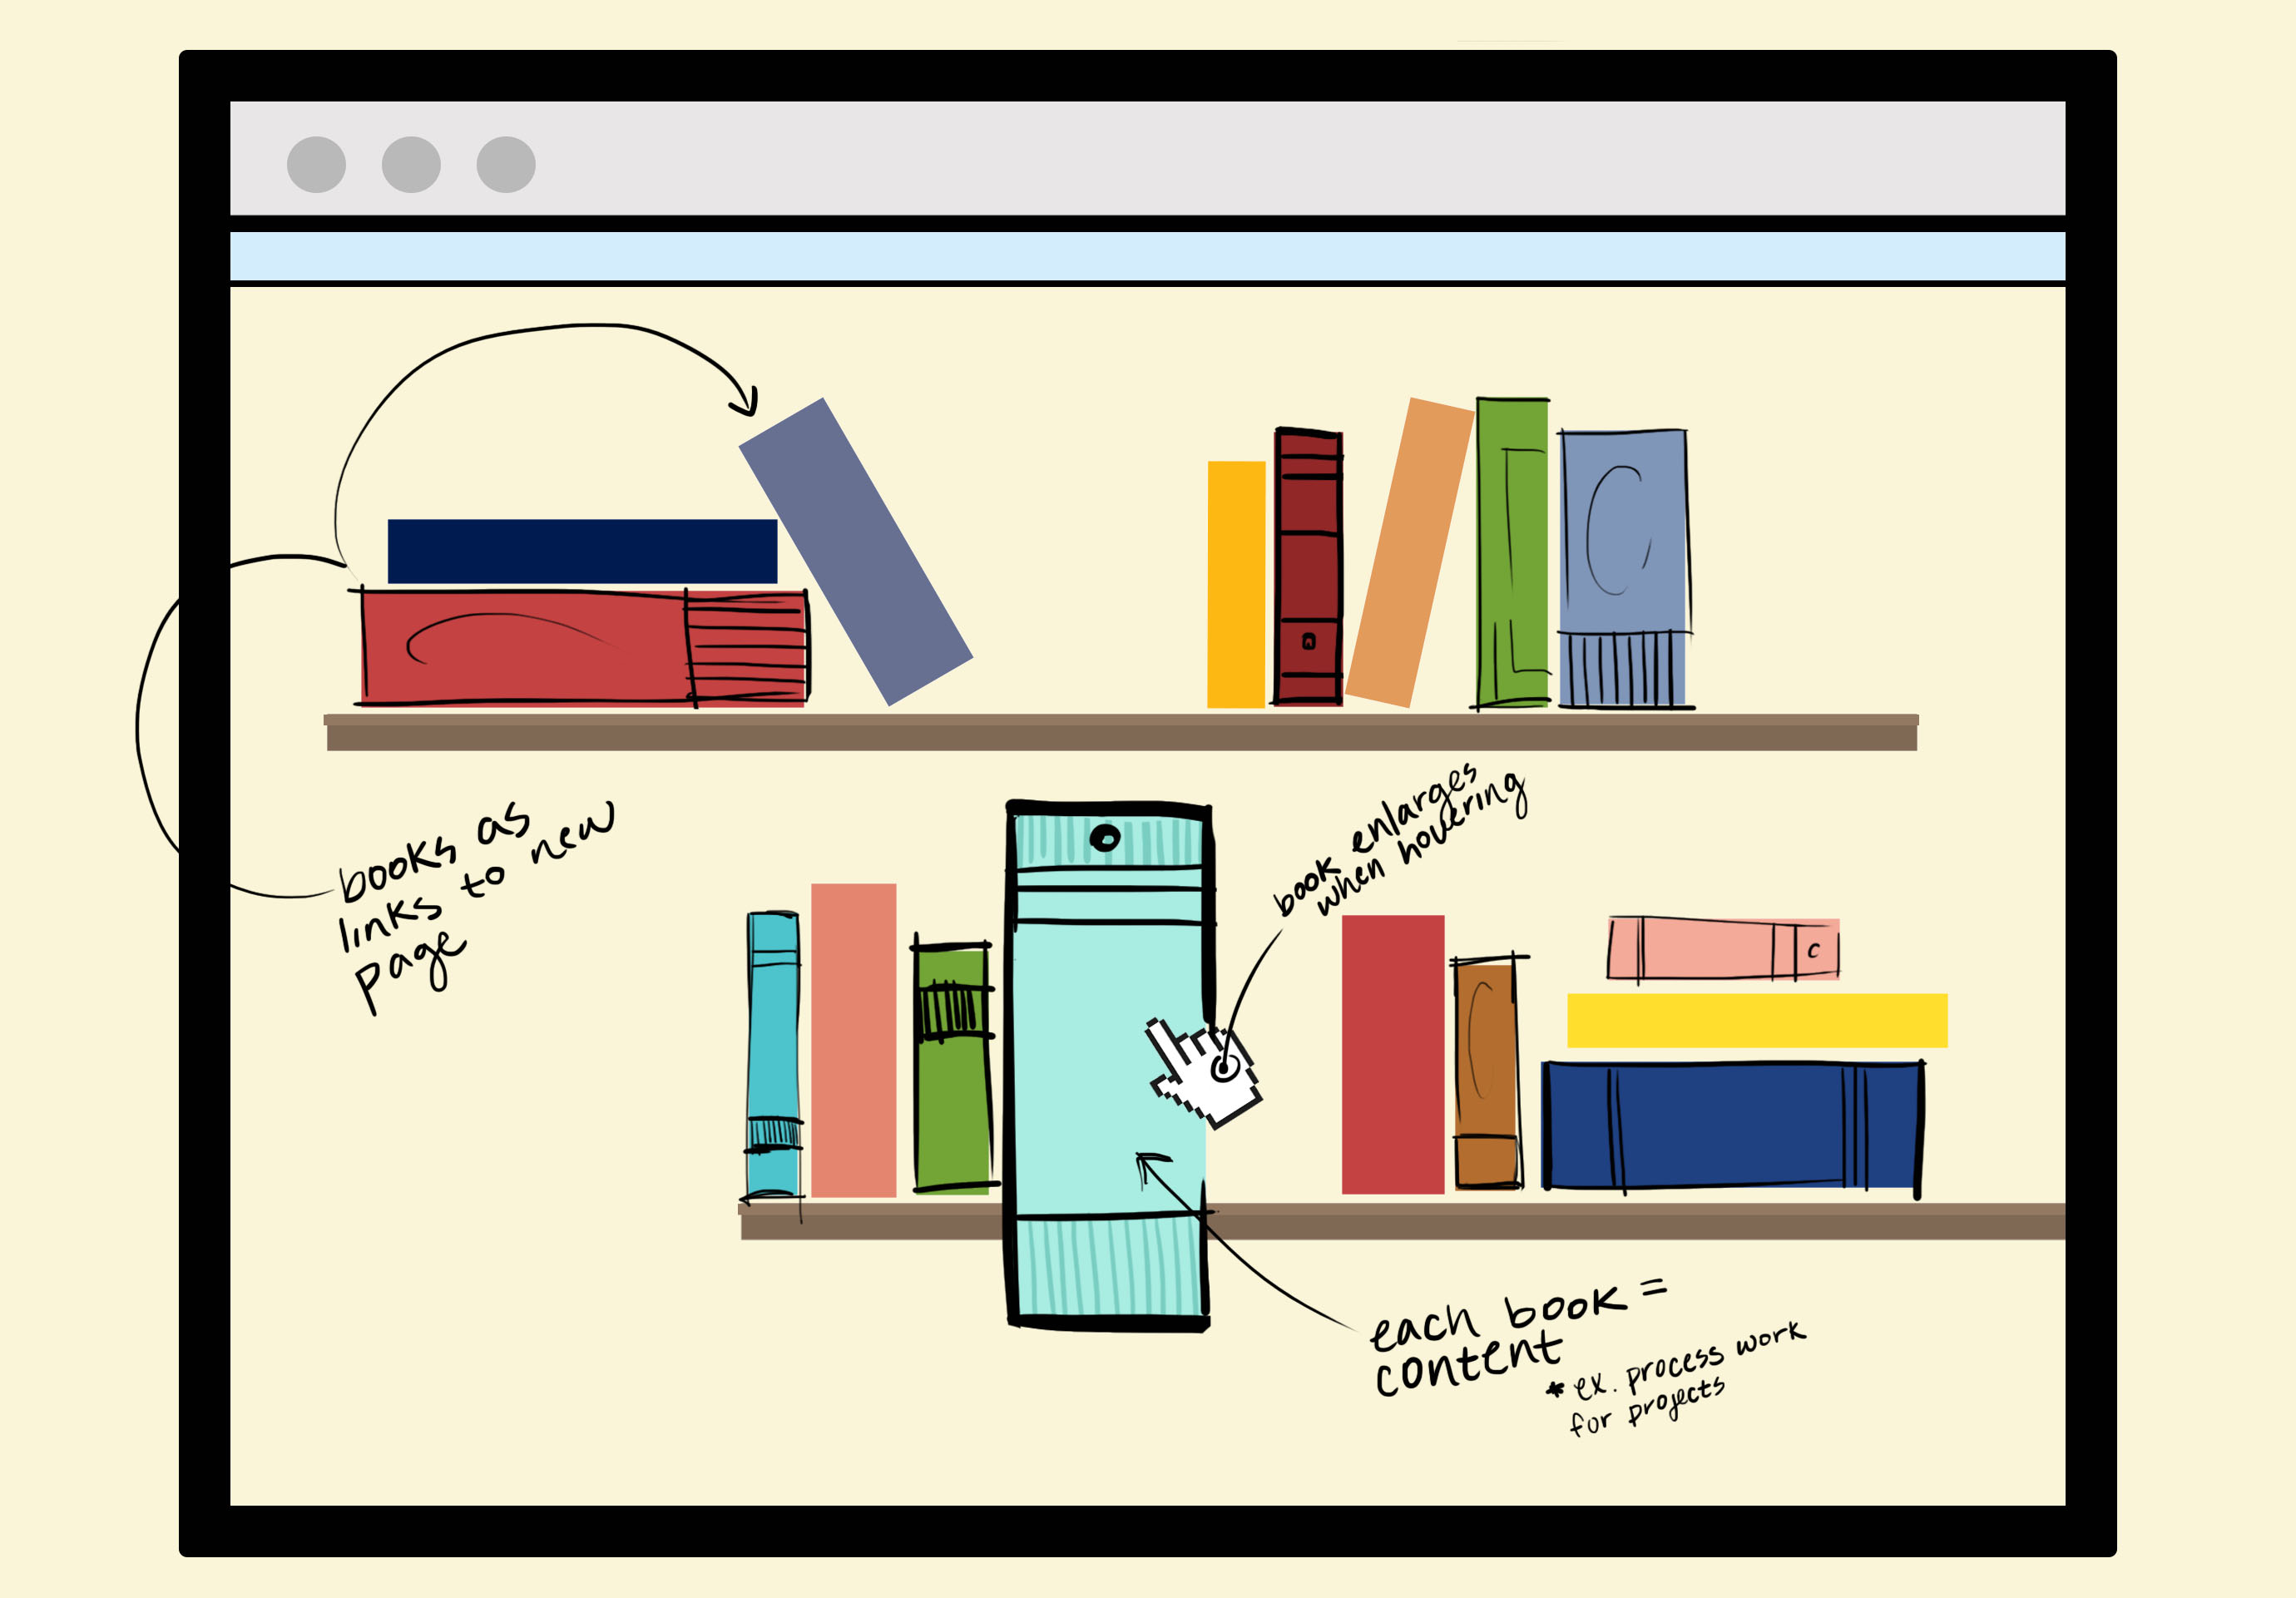 books as
links to new
page
book enlarges
when hovering
c
each book =
content
* ex. process work
for projects